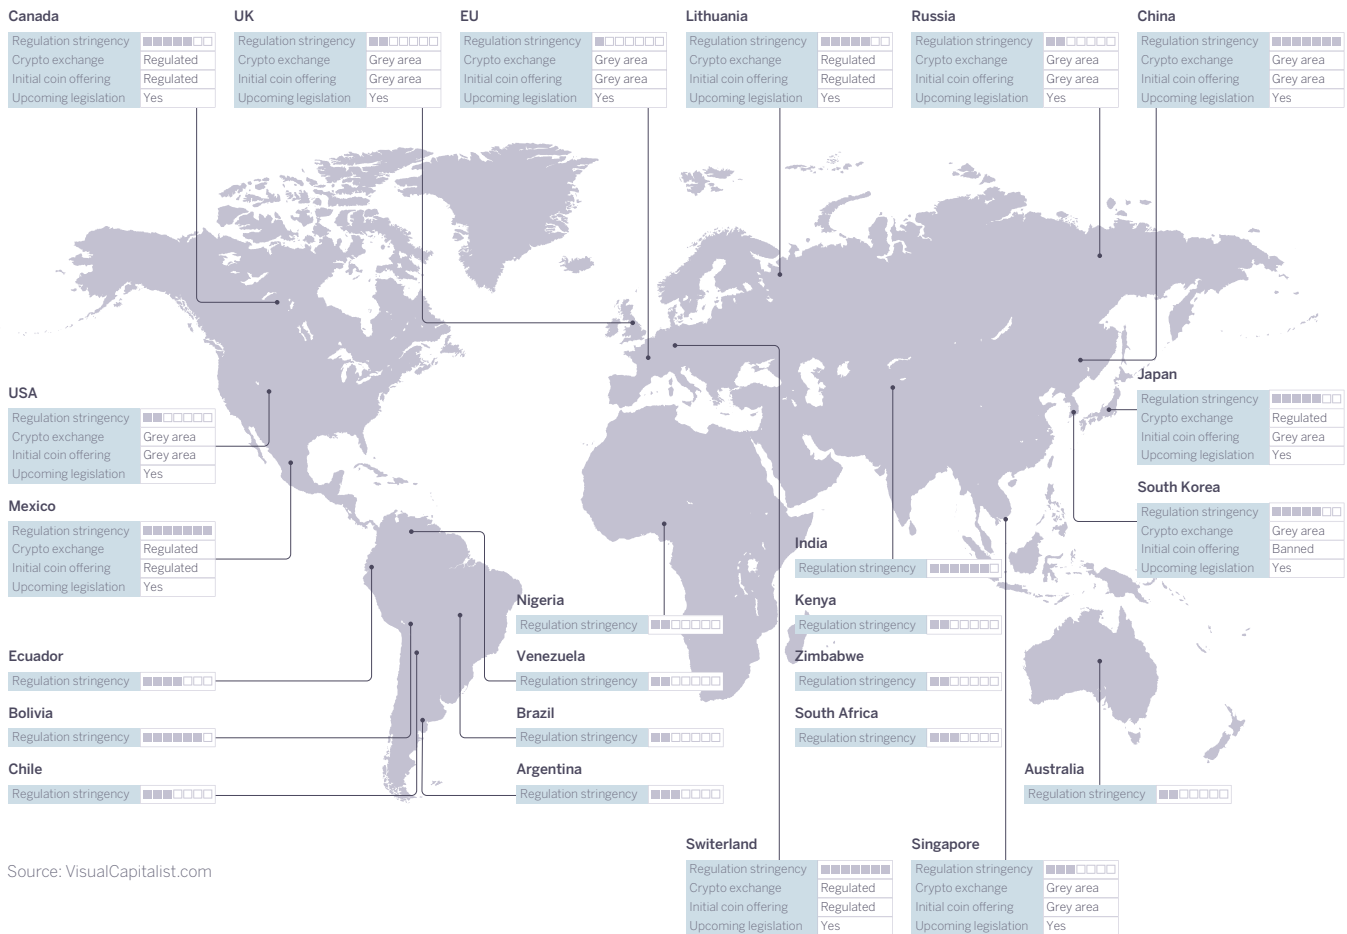 Canada
Regulation stringency
Crypto exchange Regulated
Initial coin offering Regulated
Upcoming legislation Yes
UK
Regulation stringency
Crypto exchange Grey area
Initial coin offering Grey area
Upcoming legislation Yes
EU
Regulation stringency
Crypto exchange Grey area
Initial coin offering Grey area
Upcoming legislation Yes
Lithuania
Regulation stringency
Crypto exchange Regulated
Initial coin offering Regulated
Upcoming legislation Yes
Russia
Regulation stringency
Crypto exchange Grey area
Initial coin offering Grey area
Upcoming legislation Yes
China
Regulation stringency
Crypto exchange Grey area
Initial coin offering Grey area
Upcoming legislation Yes
USA
Regulation stringency
Crypto exchange Grey area
Initial coin offering Grey area
Upcoming legislation Yes
Japan
Regulation stringency
Crypto exchange Regulated
Initial coin offering Grey area
Upcoming legislation Yes
Mexico
Regulation stringency
Crypto exchange Regulated
Initial coin offering Regulated
Upcoming legislation Yes
South Korea
Regulation stringency
Crypto exchange Grey area
Initial coin offering Banned
Upcoming legislation Yes
India
Regulation stringency
Nigeria
Regulation stringency
Kenya
Regulation stringency
Ecuador
Regulation stringency
Venezuela
Regulation stringency
Zimbabwe
Regulation stringency
Bolivia
Regulation stringency
Brazil
Regulation stringency
South Africa
Regulation stringency
Chile
Regulation stringency
Argentina
Regulation stringency
Australia
Regulation stringency
Switerland
Regulation stringency
Crypto exchange Regulated
Initial coin offering Regulated
Upcoming legislation Yes
Singapore
Regulation stringency
Crypto exchange Grey area
Initial coin offering Grey area
Upcoming legislation Yes
Source: VisualCapitalist.com